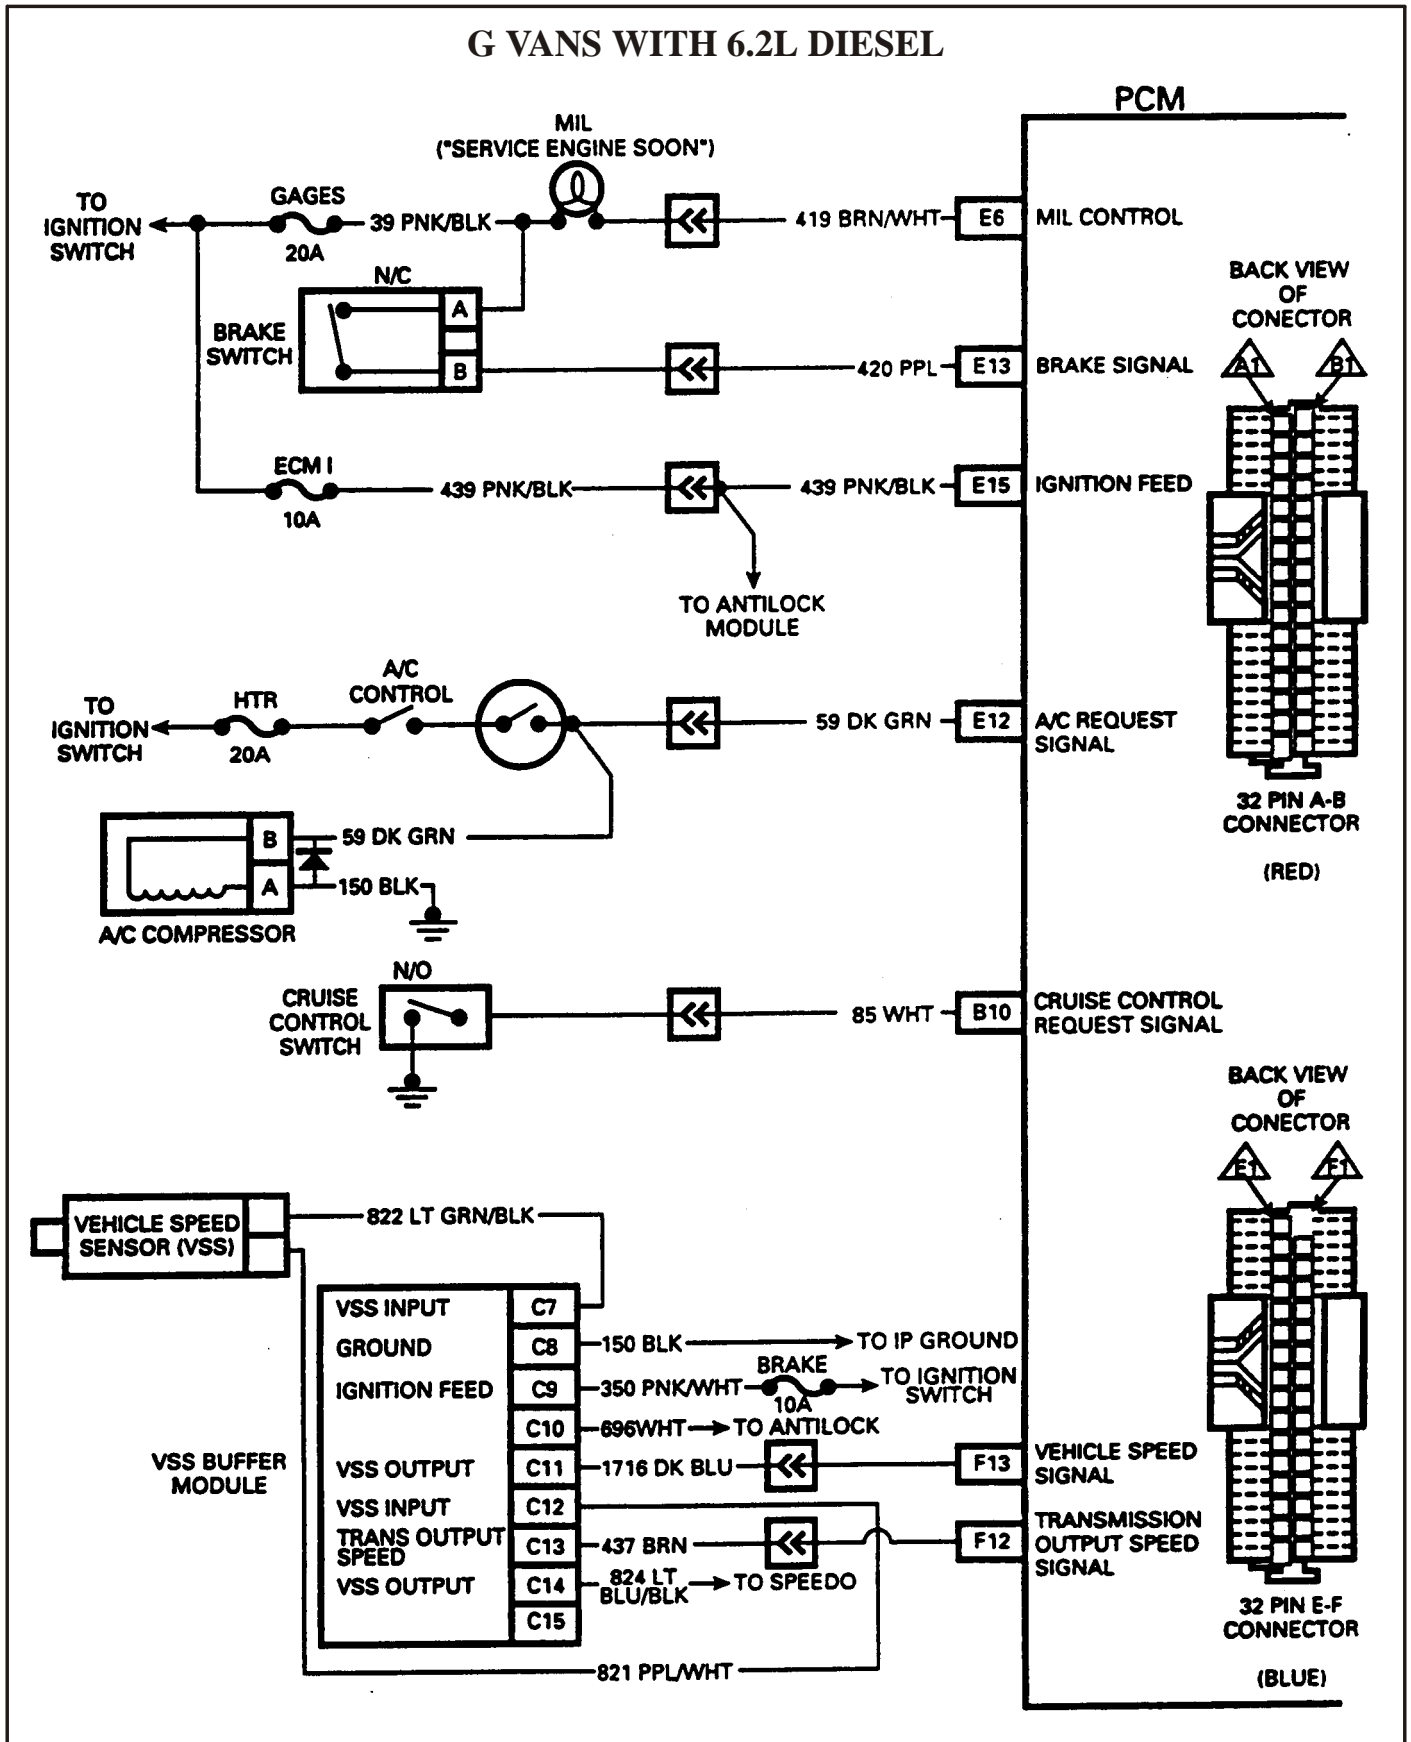 G VANS WITH 6.2L DIESEL
PCM
MIL
("SERVICE ENGINE SOON")
TO
IGNITION
SWITCH
GAGES
20A
39 PNK/BLK
419 BRN/WHT
E6
MIL CONTROL
N/C
BRAKE
SWITCH
A
B
420 PPL
E13
BRAKE SIGNAL
BACK VIEW
OF
CONECTOR
A1
B1
ECM I
10A
439 PNK/BLK
439 PNK/BLK
E15
IGNITION FEED
TO ANTILOCK
MODULE
TO
IGNITION
SWITCH
HTR
20A
A/C
CONTROL
59 DK GRN
E12
A/C REQUEST
SIGNAL
32 PIN A-B
CONNECTOR
(RED)
B
A
59 DK GRN
150 BLK
A/C COMPRESSOR
N/O
CRUISE
CONTROL
SWITCH
85 WHT
B10
CRUISE CONTROL
REQUEST SIGNAL
BACK VIEW
OF
CONECTOR
E1
F1
VEHICLE SPEED
SENSOR (VSS)
822 LT GRN/BLK
VSS BUFFER
MODULE
VSS INPUT
C7
GROUND
C8
150 BLK
TO IP GROUND
IGNITION FEED
C9
350 PNK/WHT
BRAKE
10A
TO IGNITION
SWITCH
C10
696WHT
TO ANTILOCK
VSS OUTPUT
C11
1716 DK BLU
F13
VEHICLE SPEED
SIGNAL
VSS INPUT
C12
TRANS OUTPUT
SPEED
C13
437 BRN
F12
TRANSMISSION
OUTPUT SPEED
SIGNAL
VSS OUTPUT
C14
824 LT
BLU/BLK
TO SPEEDO
C15
821 PPL/WHT
32 PIN E-F
CONNECTOR
(BLUE)